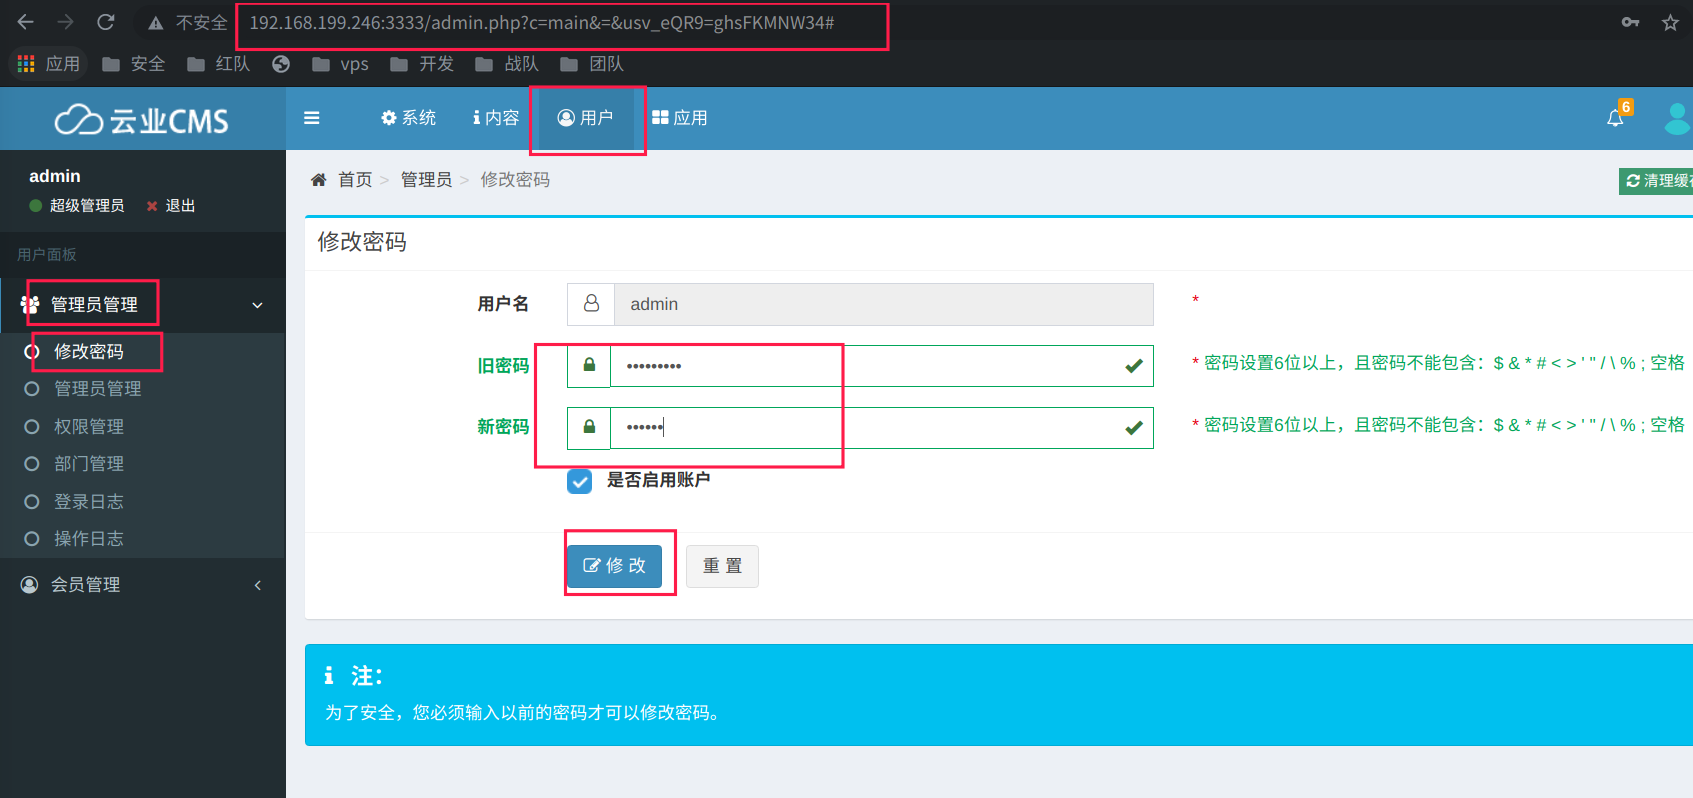 不安全 192.168.199.246:3333/admin.php?c=main&=&usv_eQR9=ghsFKMNW34#
应用 安全 红队 vps 开发 战队 团队
云业CMS 系统 内容 用户 应用 6
admin
超级管理员 退出
用户面板
管理员管理
修改密码
管理员管理
权限管理
部门管理
登录日志
操作日志
会员管理
首页 > 管理员 > 修改密码
清理缓存
修改密码
用户名 admin *
旧密码 ••••••••• * 密码设置6位以上，且密码不能包含：$ & * # < > ' " / \ % ; 空格
新密码 •••••• * 密码设置6位以上，且密码不能包含：$ & * # < > ' " / \ % ; 空格
是否启用账户
修 改 重 置
注：
为了安全，您必须输入以前的密码才可以修改密码。